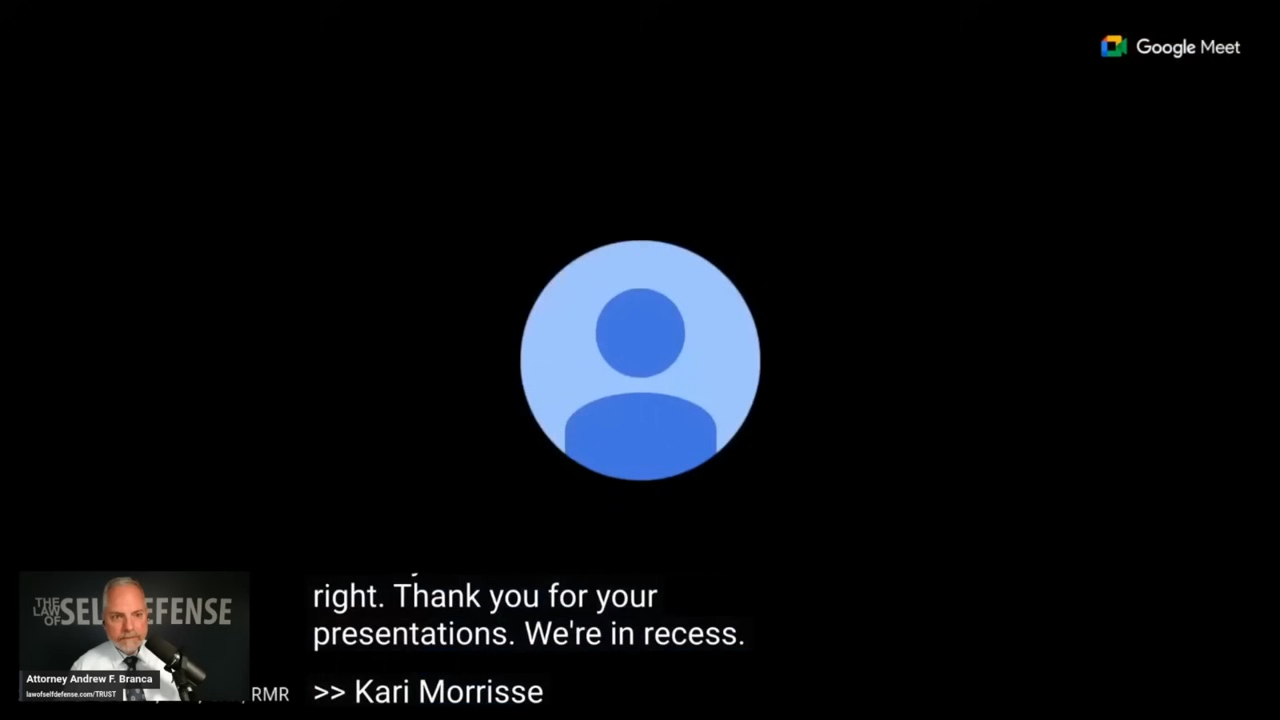 Google Meet
THE
LAW
OF
SEL DEFENSE
Attorney Andrew F. Branca
lawofselfdefense.com/TRUST
RMR
right. Thank you for your
presentations. We're in recess.
>> Kari Morrisse